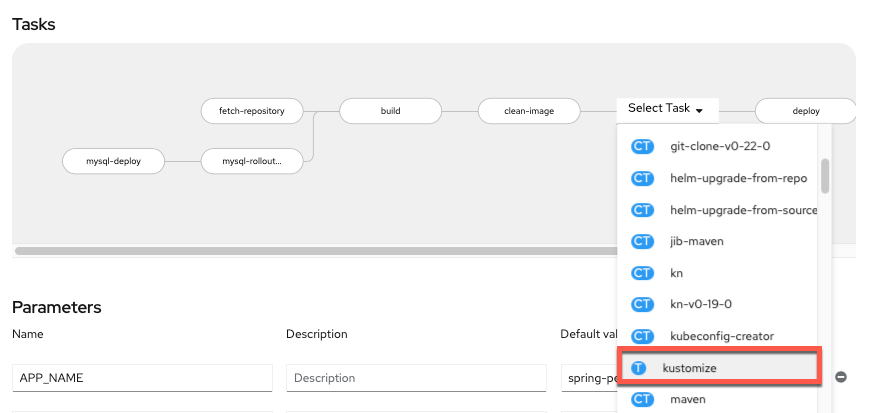 Tasks
Select Task
fetch-repository
build
clean-image
deploy
mysql-deploy
mysql-rollout...
CT git-clone-v0-22-0
CT helm-upgrade-from-repo
CT helm-upgrade-from-source
CT jib-maven
CT kn
CT kn-v0-19-0
CT kubeconfig-creator
T kustomize
CT maven
Parameters
Name
Description
Default val
APP_NAME
Description
spring-pe